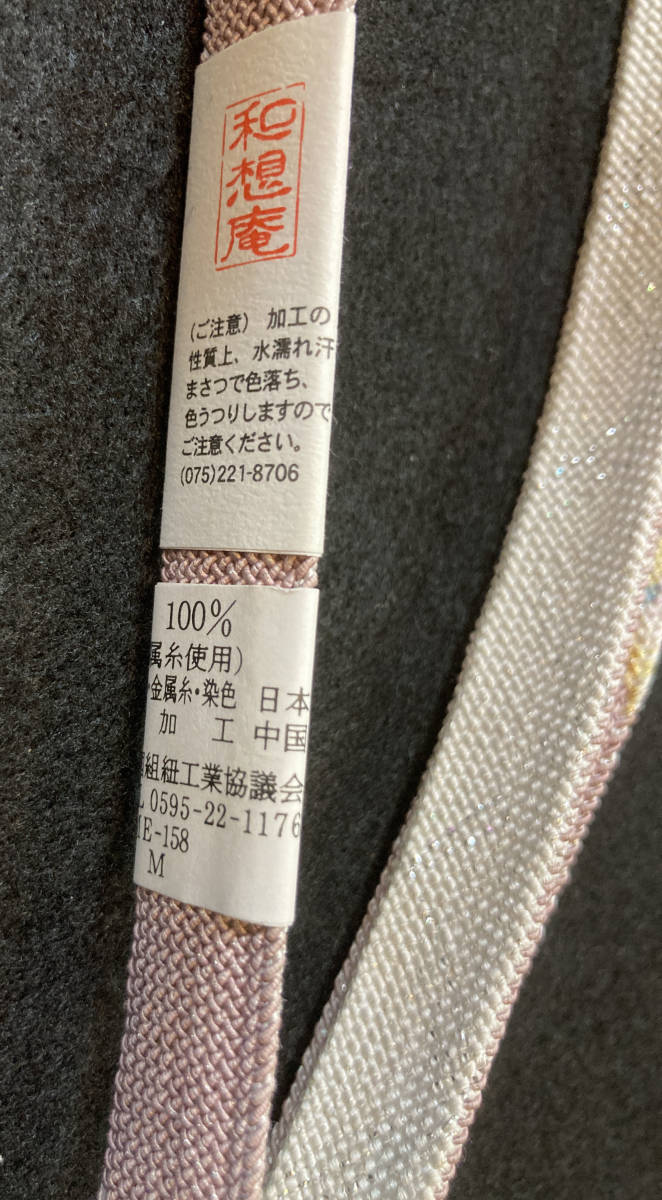 和想庵
（ご注意） 加工の
性質上、水濡れ汗
まさつで色落ち、
色うつりしますので
ご注意ください。
(075)221-8706
100%
属糸使用）
・金属糸・染色 日本
加 工 中国
組紐工業協議会
0595-22-1176
E-158
M